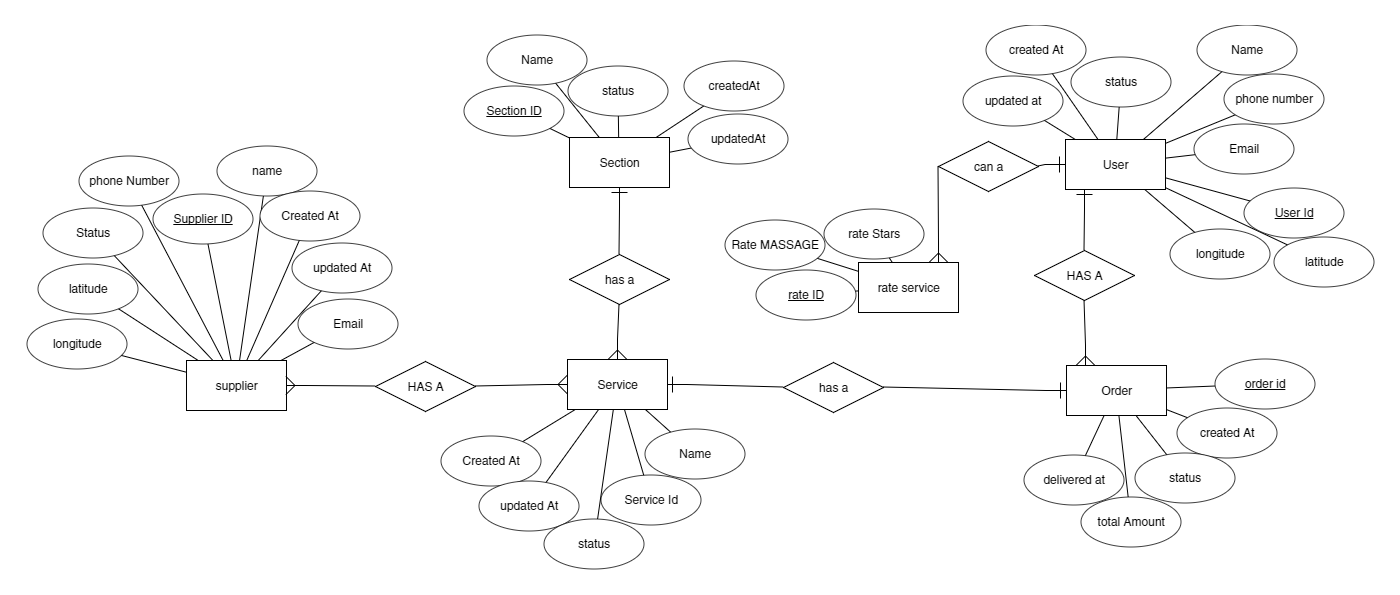 created At
Name
Name
status
status
createdAt
phone number
updated at
Section ID
updatedAt
Email
Section
can a
User
name
phone Number
Supplier ID
Created At
User Id
Status
rate Stars
Rate MASSAGE
longitude
latitude
updated At
has a
HAS A
latitude
rate ID
rate service
Email
longitude
supplier
HAS A
Service
has a
Order
order id
created At
Name
Created At
delivered at
status
Service Id
updated At
total Amount
status